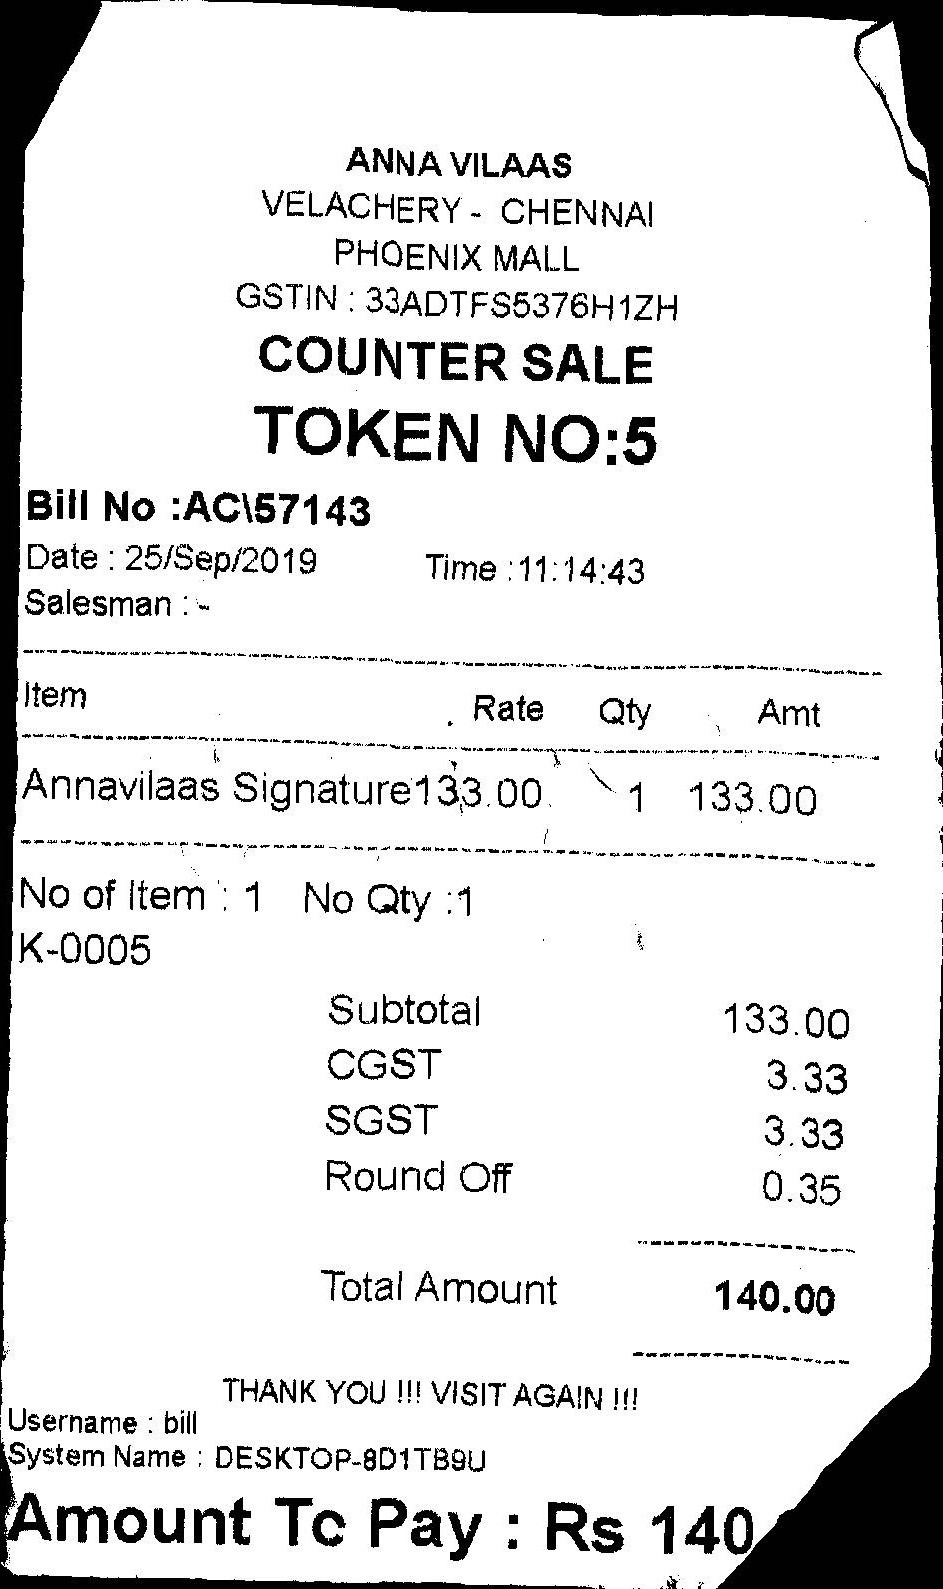 ANNA VILAAS
VELACHERY - CHENNAI
PHOENIX MALL
GSTIN : 33ADTFS5376H1ZH
COUNTER SALE
TOKEN NO:5
Bill No :AC\57143
Date : 25/Sep/2019 Time :11:14:43
Salesman : -
Item Rate Qty Amt
Annavilaas Signature133.00 1 133.00
No of Item : 1 No Qty :1
K-0005
Subtotal 133.00
CGST 3.33
SGST 3.33
Round Off 0.35
Total Amount 140.00
THANK YOU !!! VISIT AGAIN !!!
Username : bill
System Name : DESKTOP-8D1TB9U
Amount To Pay : Rs 140